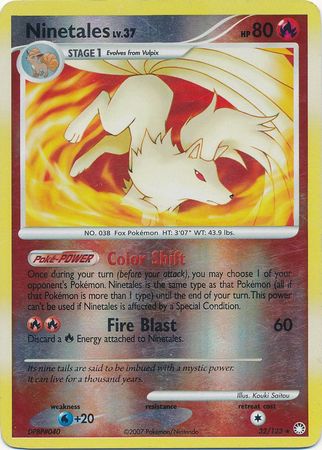 Ninetales LV.37 HP 80
STAGE 1 Evolves from Vulpix
NO. 038 Fox Pokémon HT: 3'07" WT: 43.9 lbs.
Poké-POWER Color Shift
Once during your turn (before your attack), you may choose 1 of your
opponent's Pokémon. Ninetales is the same type as that Pokémon (all if
that Pokémon is more than 1 type) until the end of your turn. This power
can't be used if Ninetales is affected by a Special Condition.
Fire Blast 60
Discard a Energy attached to Ninetales.
Its nine tails are said to be imbued with a mystic power.
It can live for a thousand years.
Illus. Kouki Saitou
weakness resistance retreat cost
+20
DPBP#040 ©2007 Pokémon/Nintendo 32/123 ★